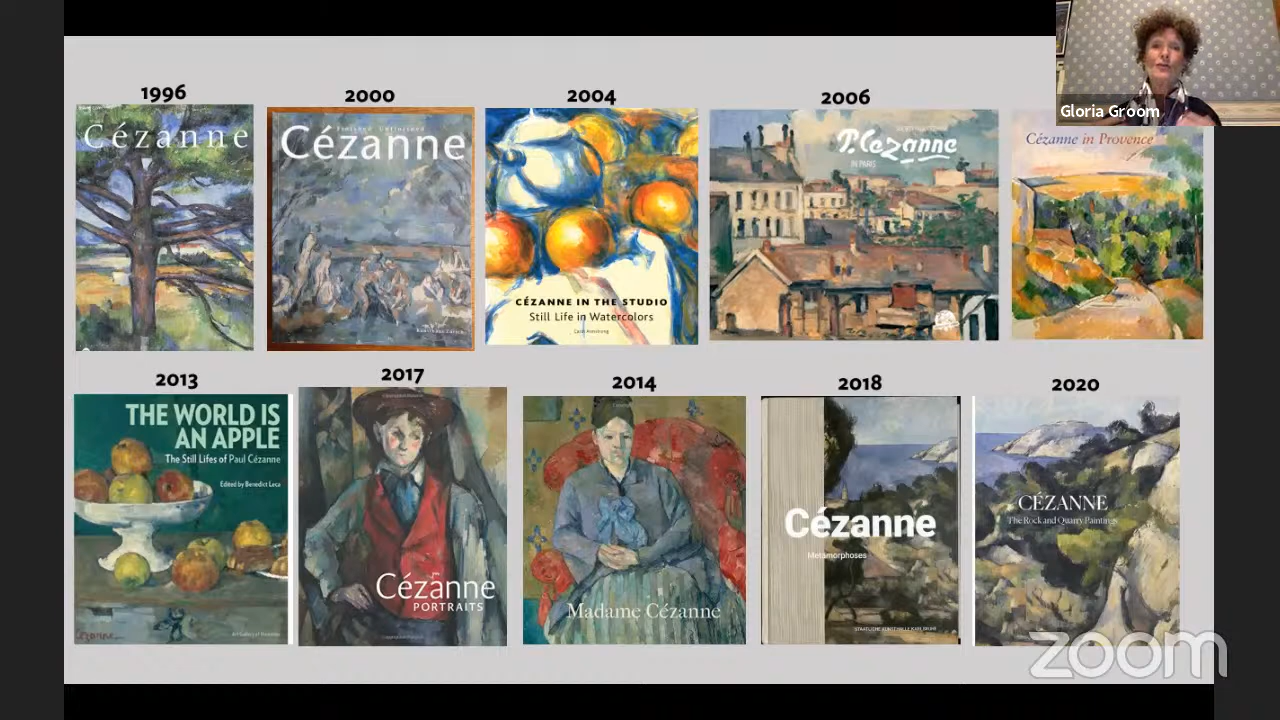 Gloria Groom
1996
Cézanne
2000
Cézanne
2004
CÉZANNE IN THE STUDIO
Still Life in Watercolors
2006
P. Cezanne
IN PARIS
Cézanne in Provence
2013
THE WORLD IS
AN APPLE
The Still Lifes of Paul Cézanne
Edited by Benedict Leca
2017
Cézanne
PORTRAITS
2014
Madame Cézanne
2018
Cézanne
Metamorphoses
2020
CÉZANNE
The Rock and Quarry Paintings
zoom